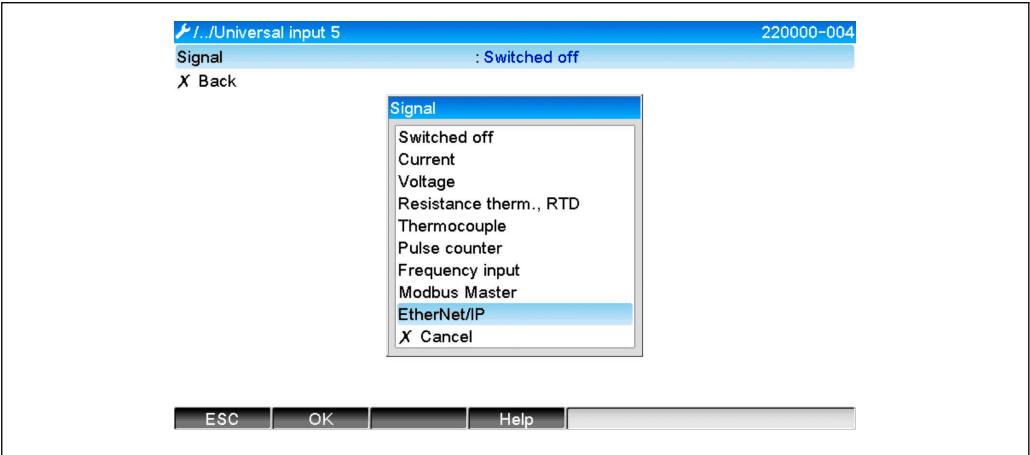 /../Universal input 5 220000-004
Signal : Switched off
X Back
Signal
Switched off
Current
Voltage
Resistance therm., RTD
Thermocouple
Pulse counter
Frequency input
Modbus Master
EtherNet/IP
X Cancel
ESC OK Help